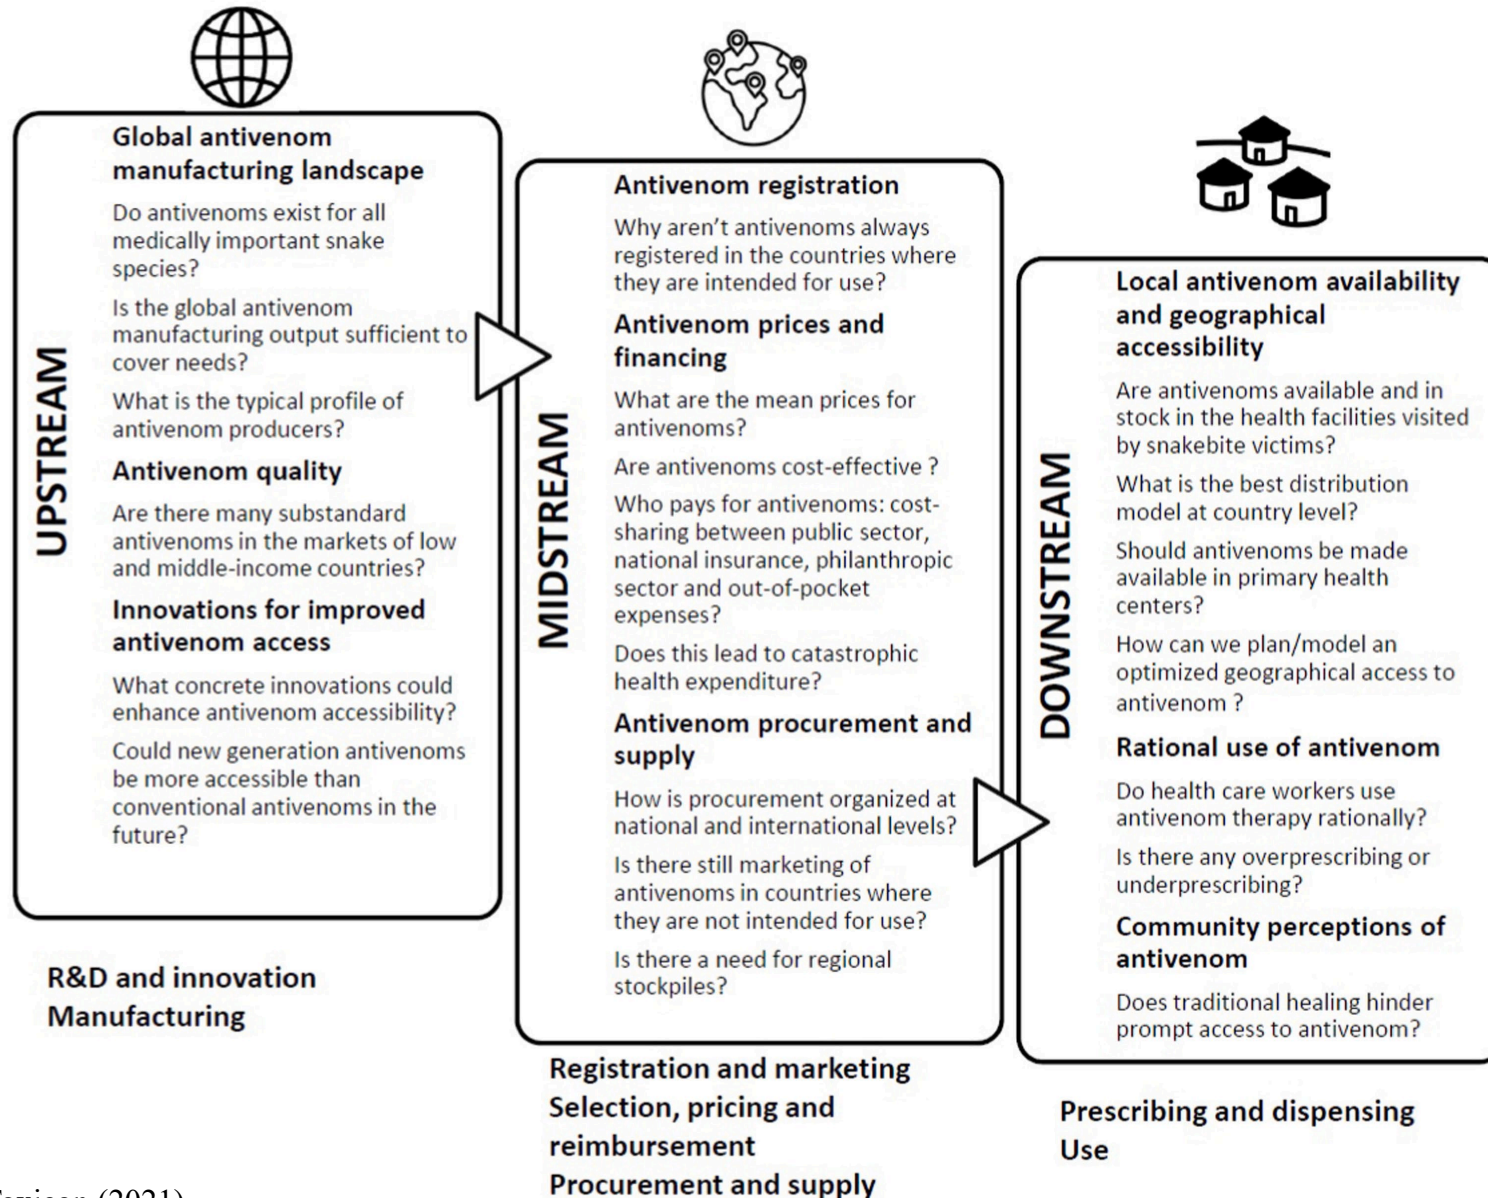 UPSTREAM
Global antivenom
manufacturing landscape
Do antivenoms exist for all
medically important snake
species?
Is the global antivenom
manufacturing output sufficient to
cover needs?
What is the typical profile of
antivenom producers?
Antivenom quality
Are there many substandard
antivenoms in the markets of low
and middle-income countries?
Innovations for improved
antivenom access
What concrete innovations could
enhance antivenom accessibility?
Could new generation antivenoms
be more accessible than
conventional antivenoms in the
future?
R&D and innovation
Manufacturing
MIDSTREAM
Antivenom registration
Why aren't antivenoms always
registered in the countries where
they are intended for use?
Antivenom prices and
financing
What are the mean prices for
antivenoms?
Are antivenoms cost-effective ?
Who pays for antivenoms: cost-
sharing between public sector,
national insurance, philanthropic
sector and out-of-pocket
expenses?
Does this lead to catastrophic
health expenditure?
Antivenom procurement and
supply
How is procurement organized at
national and international levels?
Is there still marketing of
antivenoms in countries where
they are not intended for use?
Is there a need for regional
stockpiles?
Registration and marketing
Selection, pricing and
reimbursement
Procurement and supply
DOWNSTREAM
Local antivenom availability
and geographical
accessibility
Are antivenoms available and in
stock in the health facilities visited
by snakebite victims?
What is the best distribution
model at country level?
Should antivenoms be made
available in primary health
centers?
How can we plan/model an
optimized geographical access to
antivenom ?
Rational use of antivenom
Do health care workers use
antivenom therapy rationally?
Is there any overprescribing or
underprescribing?
Community perceptions of
antivenom
Does traditional healing hinder
prompt access to antivenom?
Prescribing and dispensing
Use
(2021)